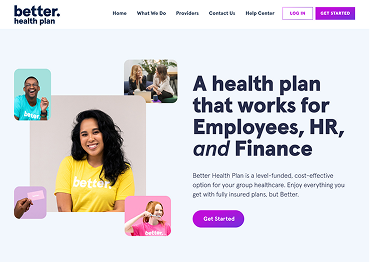 better.
health plan
Home What We Do Providers Contact Us Help Center LOG IN GET STARTED
better.
better.
better.
A health plan
that works for
Employees, HR,
and Finance
Better Health Plan is a level-funded, cost-effective
option for your group healthcare. Enjoy everything you
get with fully insured plans, but Better.
Get Started